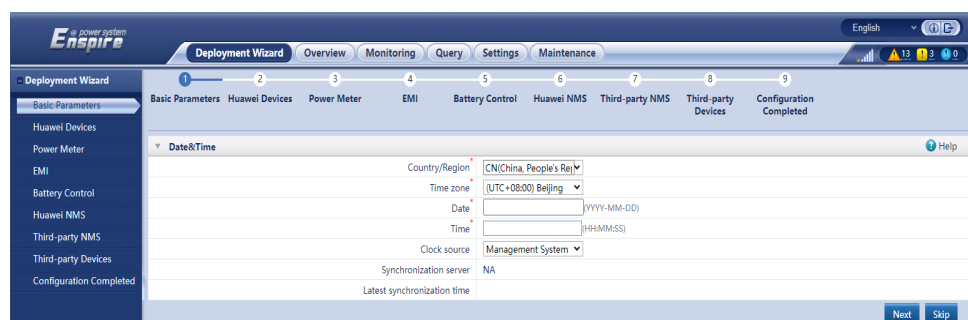 @ power system
Enspire
English
Deployment Wizard Overview Monitoring Query Settings Maintenance
13 3 0
Deployment Wizard
Basic Parameters
Huawei Devices
Power Meter
EMI
Battery Control
Huawei NMS
Third-party NMS
Third-party Devices
Configuration Completed
1 2 3 4 5 6 7 8 9
Basic Parameters Huawei Devices Power Meter EMI Battery Control Huawei NMS Third-party NMS Third-party Devices Configuration Completed
Date&Time Help
Country/Region * CN(China, People's Rep
Time zone * (UTC+08:00) Beijing
Date * (YYYY-MM-DD)
Time * (HH:MM:SS)
Clock source Management System
Synchronization server NA
Latest synchronization time
Next Skip